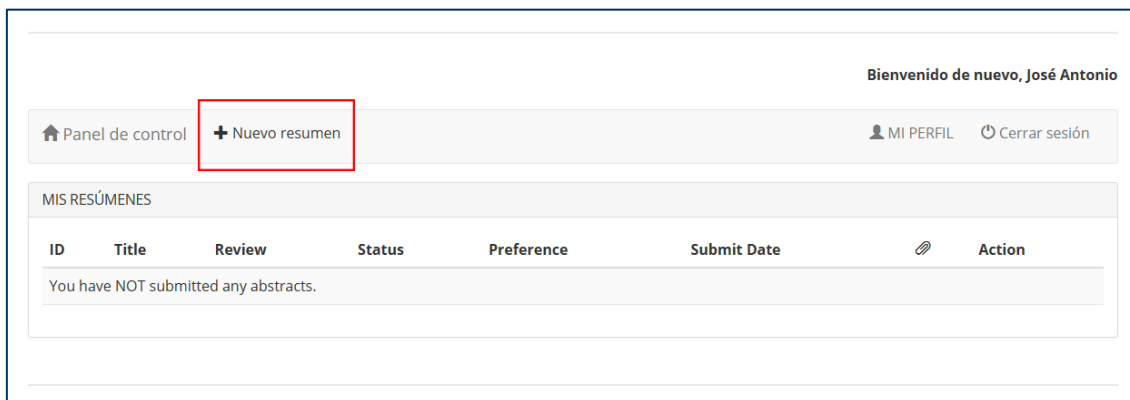 Bienvenido de nuevo, José Antonio
Panel de control Nuevo resumen MI PERFIL Cerrar sesión
MIS RESÚMENES
ID Title Review Status Preference Submit Date Action
You have NOT submitted any abstracts.